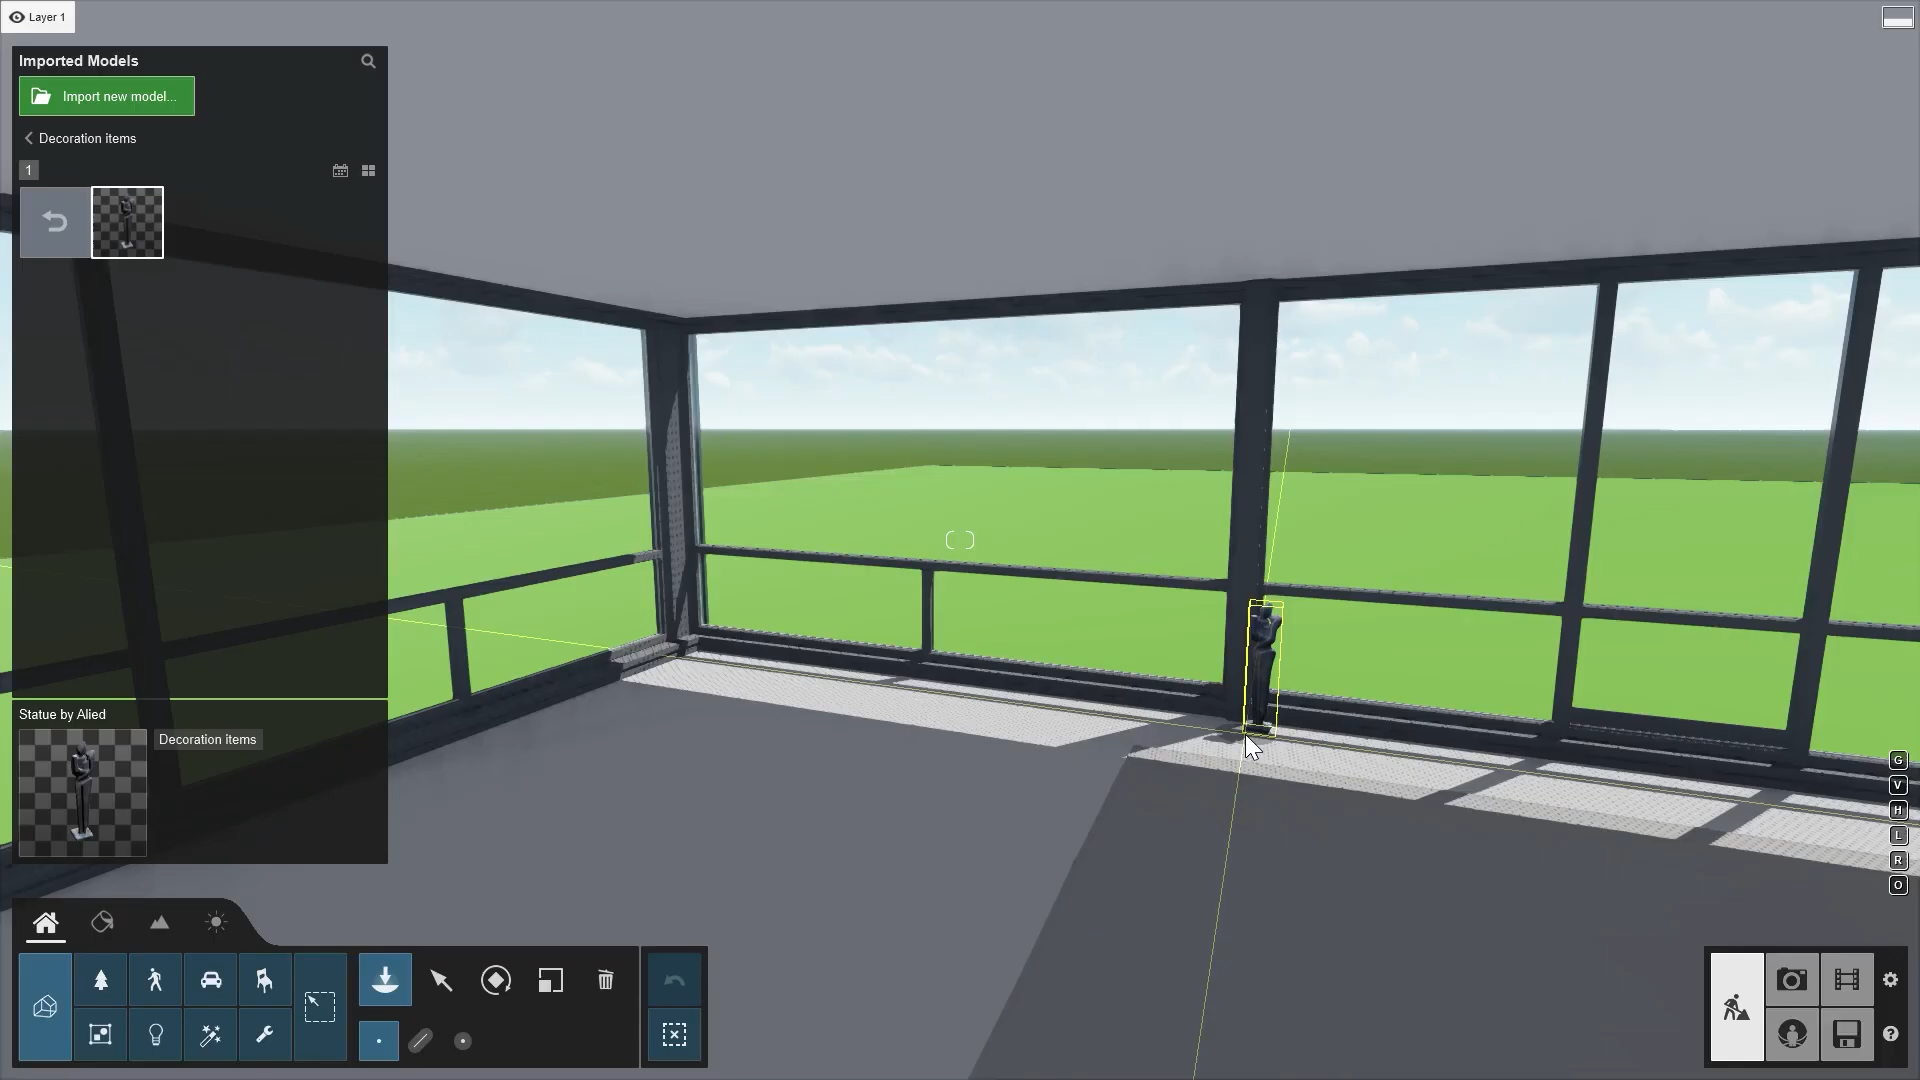 Layer 1
Imported Models
Import new model...
Decoration items
1
Statue by Alied
Decoration items
G
V
H
L
R
O
?